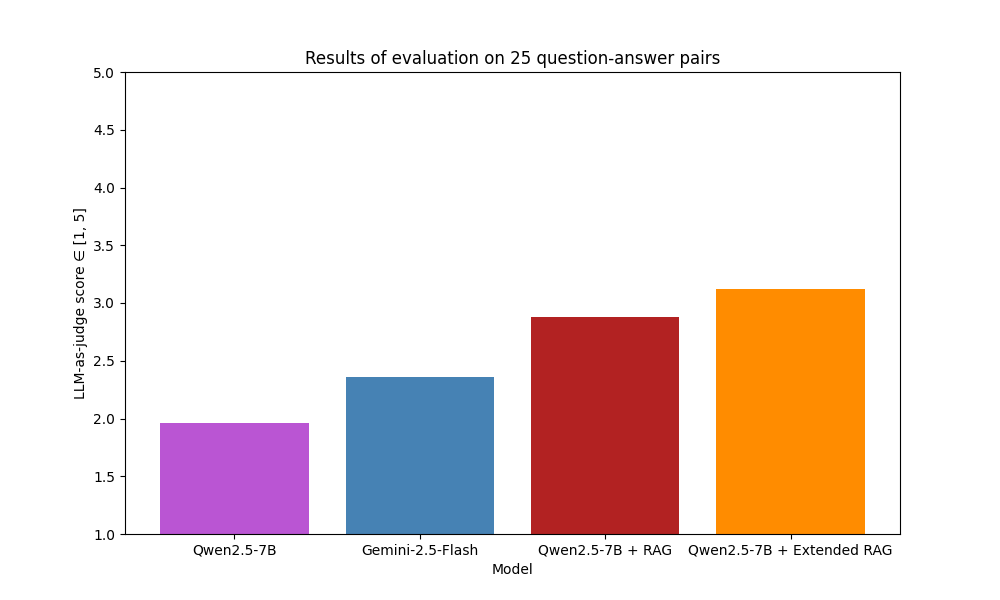 Results of evaluation on 25 question-answer pairs
LLM-as-judge score ∈ [1, 5]
5.0
4.5
4.0
3.5
3.0
2.5
2.0
1.5
1.0
Qwen2.5-7B
Gemini-2.5-Flash
Qwen2.5-7B + RAG
Qwen2.5-7B + Extended RAG
Model